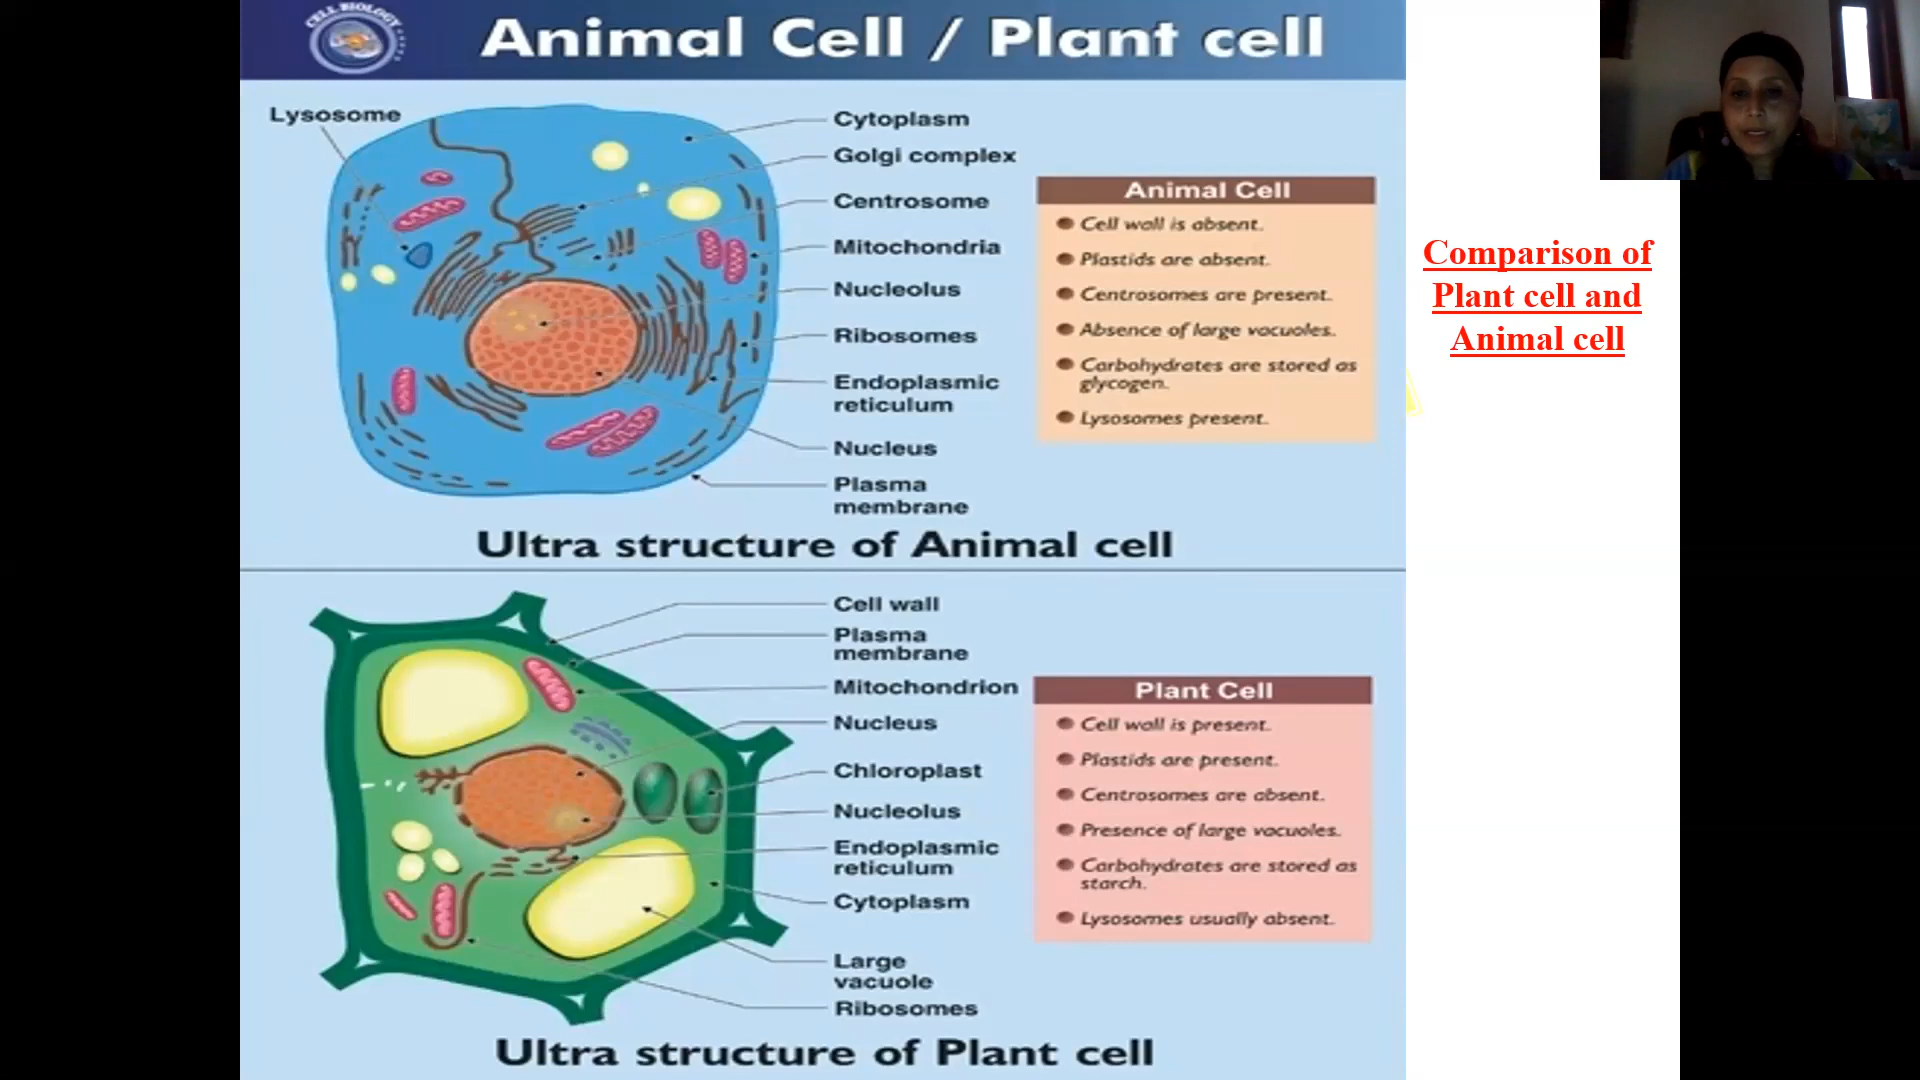 CELL BIOLOGY
Animal Cell / Plant cell
Lysosome
Cytoplasm
Golgi complex
Centrosome
Mitochondria
Nucleolus
Ribosomes
Endoplasmic
reticulum
Nucleus
Plasma
membrane
Animal Cell
Cell wall is absent.
Plastids are absent.
Centrosomes are present.
Absence of large vacuoles.
Carbohydrates are stored as
glycogen.
Lysosomes present.
Comparison of
Plant cell and
Animal cell
Ultra structure of Animal cell
Cell wall
Plasma
membrane
Mitochondrion
Nucleus
Chloroplast
Nucleolus
Endoplasmic
reticulum
Cytoplasm
Large
vacuole
Ribosomes
Plant Cell
Cell wall is present.
Plastids are present.
Centrosomes are absent.
Presence of large vacuoles.
Carbohydrates are stored as
starch.
Lysosomes usually absent.
Ultra structure of Plant cell